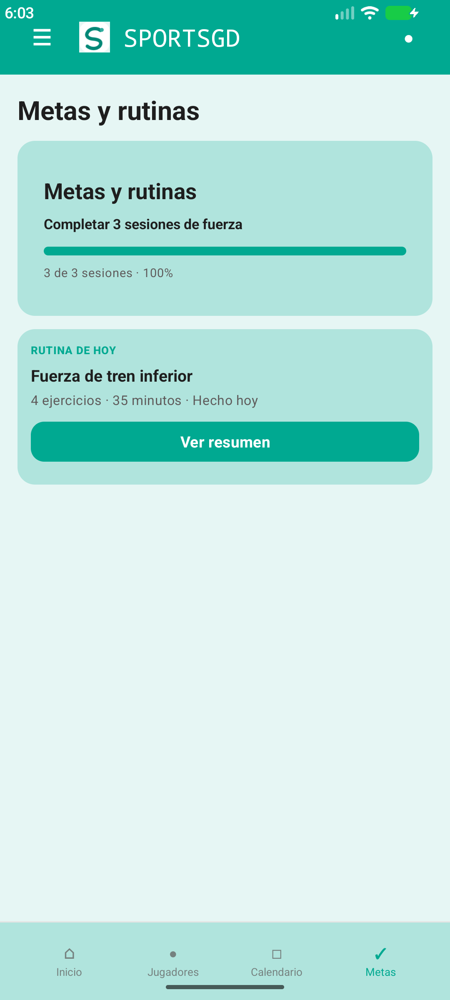 6:03
S SPORTSGD
Metas y rutinas
Metas y rutinas
Completar 3 sesiones de fuerza
3 de 3 sesiones · 100%
RUTINA DE HOY
Fuerza de tren inferior
4 ejercicios · 35 minutos · Hecho hoy
Ver resumen
Inicio Jugadores Calendario Metas